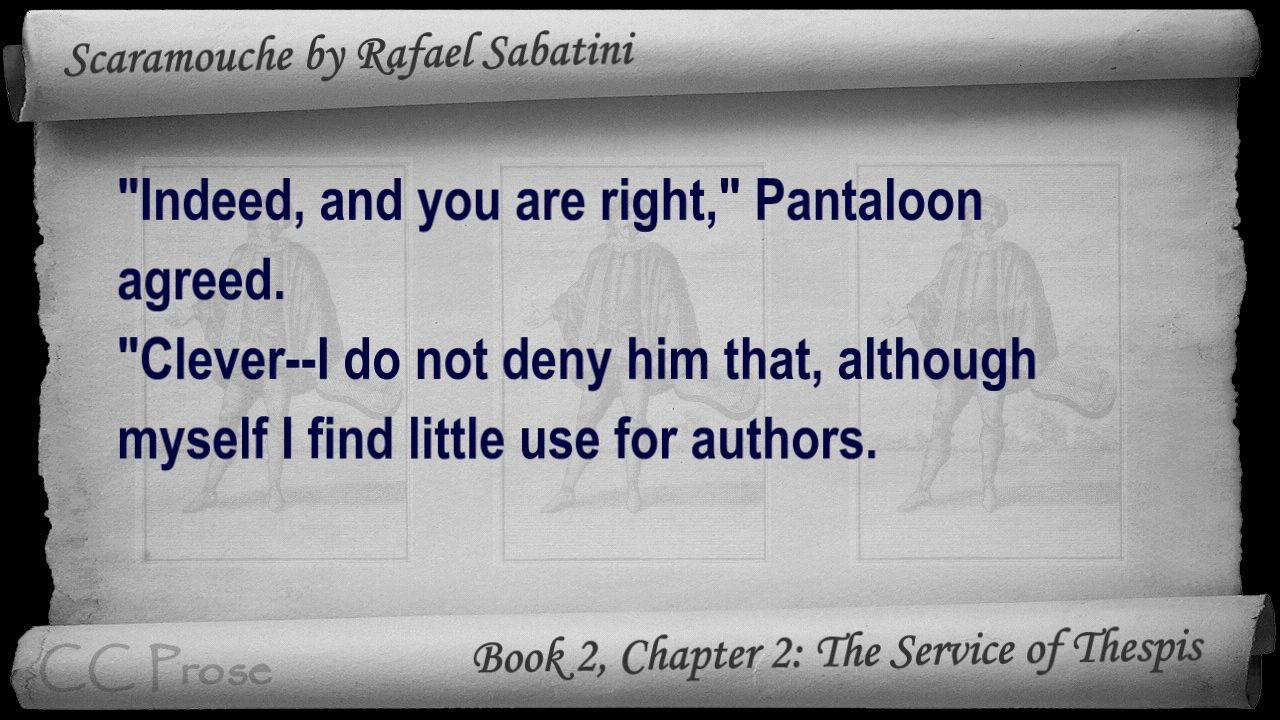 Scaramouche by Rafael Sabatini
"Indeed, and you are right," Pantaloon
agreed.
"Clever--I do not deny him that, although
myself I find little use for authors.
CC Prose
Book 2, Chapter 2: The Service of Thespis